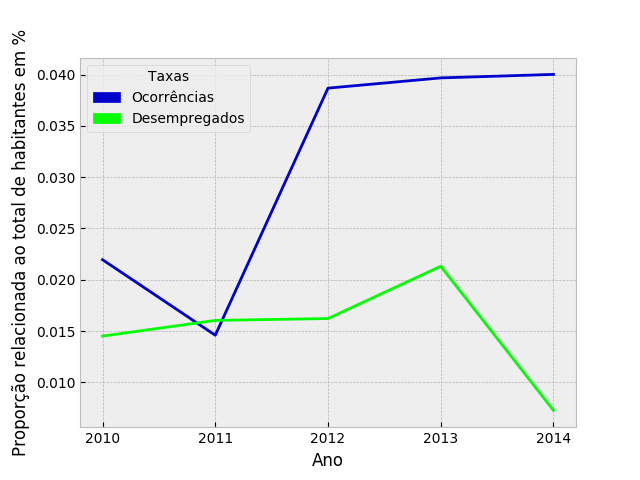 Proporção relacionada ao total de habitantes em %
0.040
0.035
0.030
0.025
0.020
0.015
0.010
Taxas
Ocorrências
Desempregados
2010 2011 2012 2013 2014
Ano